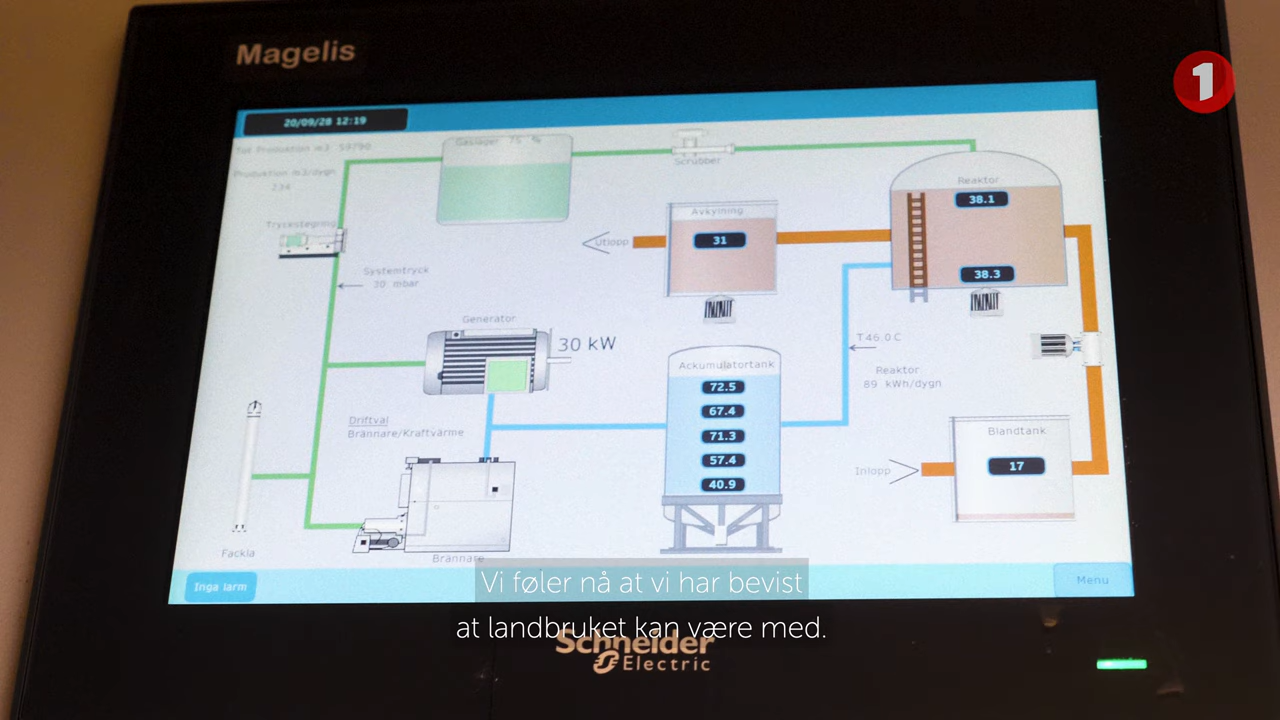 Magelis
1
20/09/28 12:19
Tot Produktion m3 59790
Produktion m3/dygn
234
Gaslager 75 %
Scrubber
Reaktor
38.1
38.3
Tryckstegring
Utlopp
Avkylning
31
Systemtryck
30 mbar
Generator
30 kW
T 46.0 C
Reaktor
89 kWh/dygn
Ackumulatortank
72.5
67.4
71.3
57.4
40.9
Driftval
Brännare/Kraftvärme
Blandtank
Inlopp
17
Fackla
Brännare
Inga larm
Menu
Vi føler nå at vi har bevist
at landbruket kan være med.
Schneider
Electric